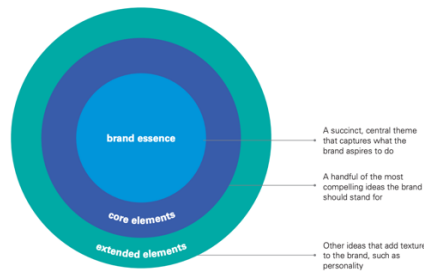 brand essence
A succinct, central theme
that captures what the
brand aspires to do
A handful of the most
compelling ideas the brand
should stand for
core elements
extended elements
Other ideas that add texture
to the brand, such as
personality